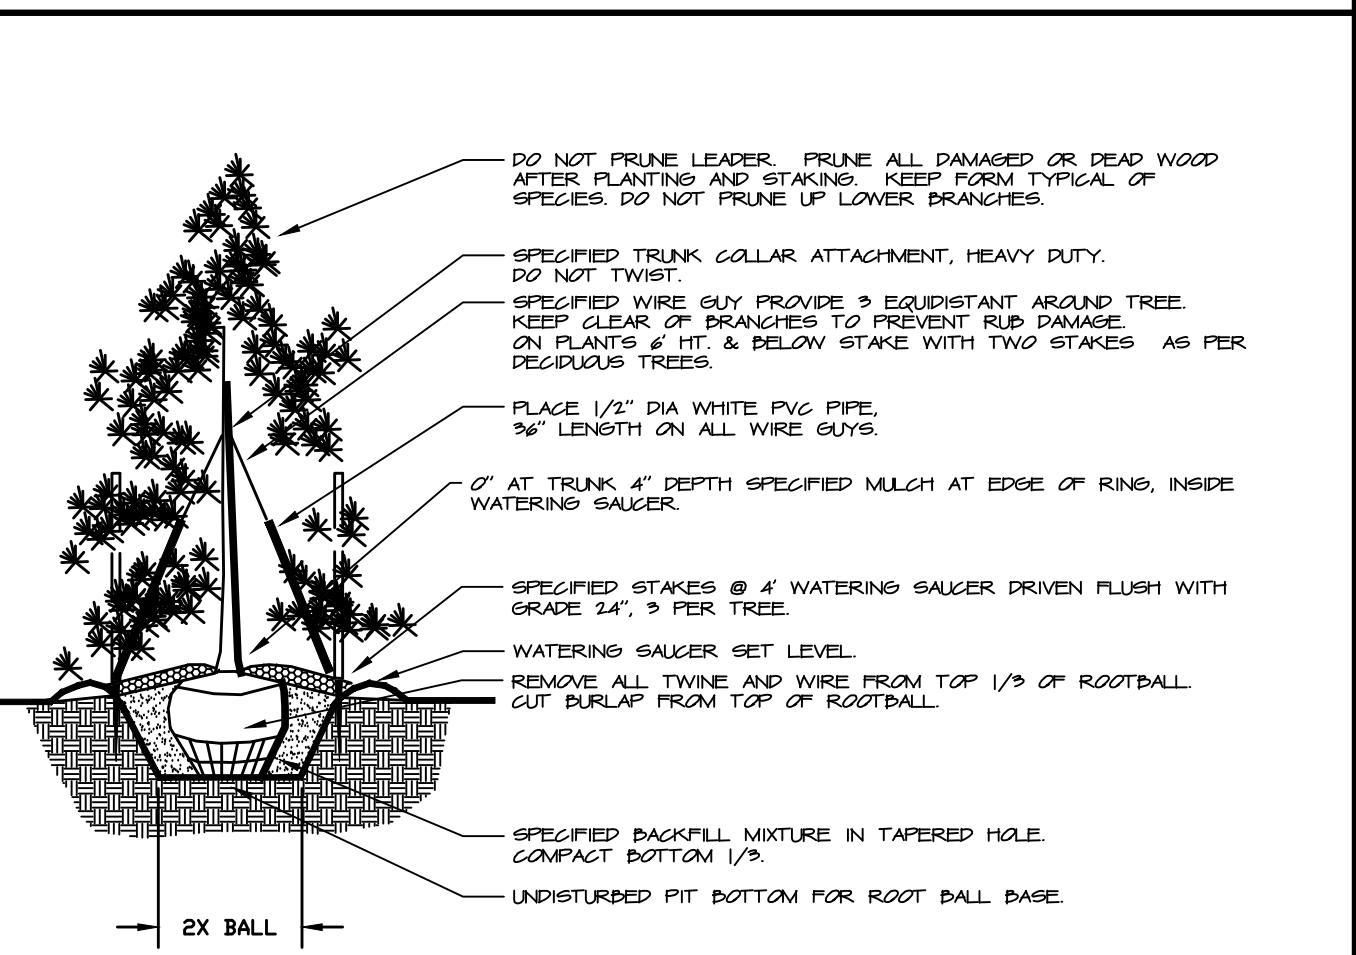 DO NOT PRUNE LEADER. PRUNE ALL DAMAGED OR DEAD WOOD
AFTER PLANTING AND STAKING. KEEP FORM TYPICAL OF
SPECIES. DO NOT PRUNE UP LOWER BRANCHES.
SPECIFIED TRUNK COLLAR ATTACHMENT, HEAVY DUTY.
DO NOT TWIST.
SPECIFIED WIRE GUY PROVIDE 3 EQUIDISTANT AROUND TREE.
KEEP CLEAR OF BRANCHES TO PREVENT RUB DAMAGE.
ON PLANTS 6' HT. & BELOW STAKE WITH TWO STAKES AS PER
DECIDUOUS TREES.
PLACE 1/2" DIA WHITE PVC PIPE,
36" LENGTH ON ALL WIRE GUYS.
0" AT TRUNK 4" DEPTH SPECIFIED MULCH AT EDGE OF RING, INSIDE
WATERING SAUCER.
SPECIFIED STAKES @ 4' WATERING SAUCER DRIVEN FLUSH WITH
GRADE 24", 3 PER TREE.
WATERING SAUCER SET LEVEL.
REMOVE ALL TWINE AND WIRE FROM TOP 1/3 OF ROOTBALL.
CUT BURLAP FROM TOP OF ROOTBALL.
SPECIFIED BACKFILL MIXTURE IN TAPERED HOLE.
COMPACT BOTTOM 1/3.
UNDISTURBED PIT BOTTOM FOR ROOT BALL BASE.
2X BALL